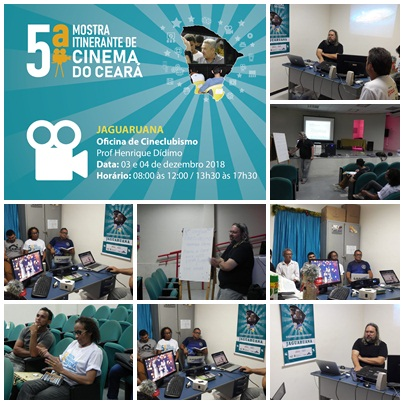 5ª MOSTRA
ITINERANTE DE
CINEMA
DO CEARÁ
JAGUARUANA
Oficina de Cineclubismo
Prof Henrique Dídimo
Data: 03 e 04 de dezembro 2018
Horário: 08:00 às 12:00 / 13h30 às 17h30
JAGUARUANA